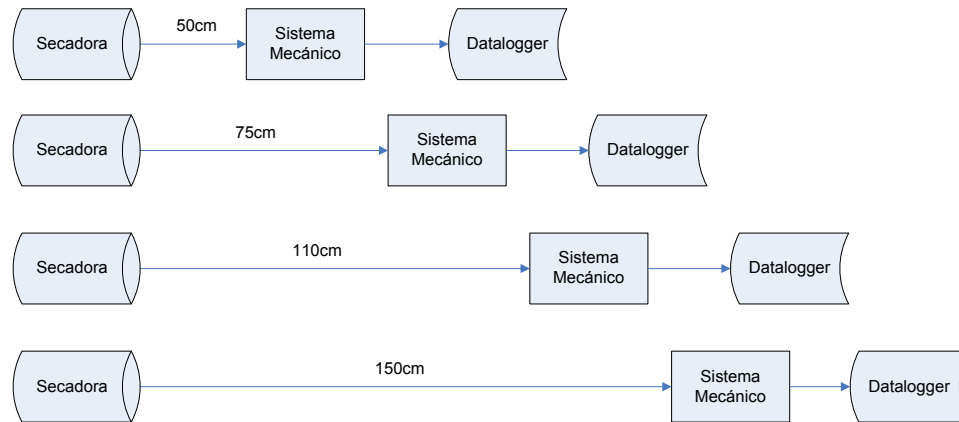 50cm
Secadora
Sistema
Mecánico
Datalogger
75cm
Secadora
Sistema
Mecánico
Datalogger
110cm
Secadora
Sistema
Mecánico
Datalogger
150cm
Secadora
Sistema
Mecánico
Datalogger